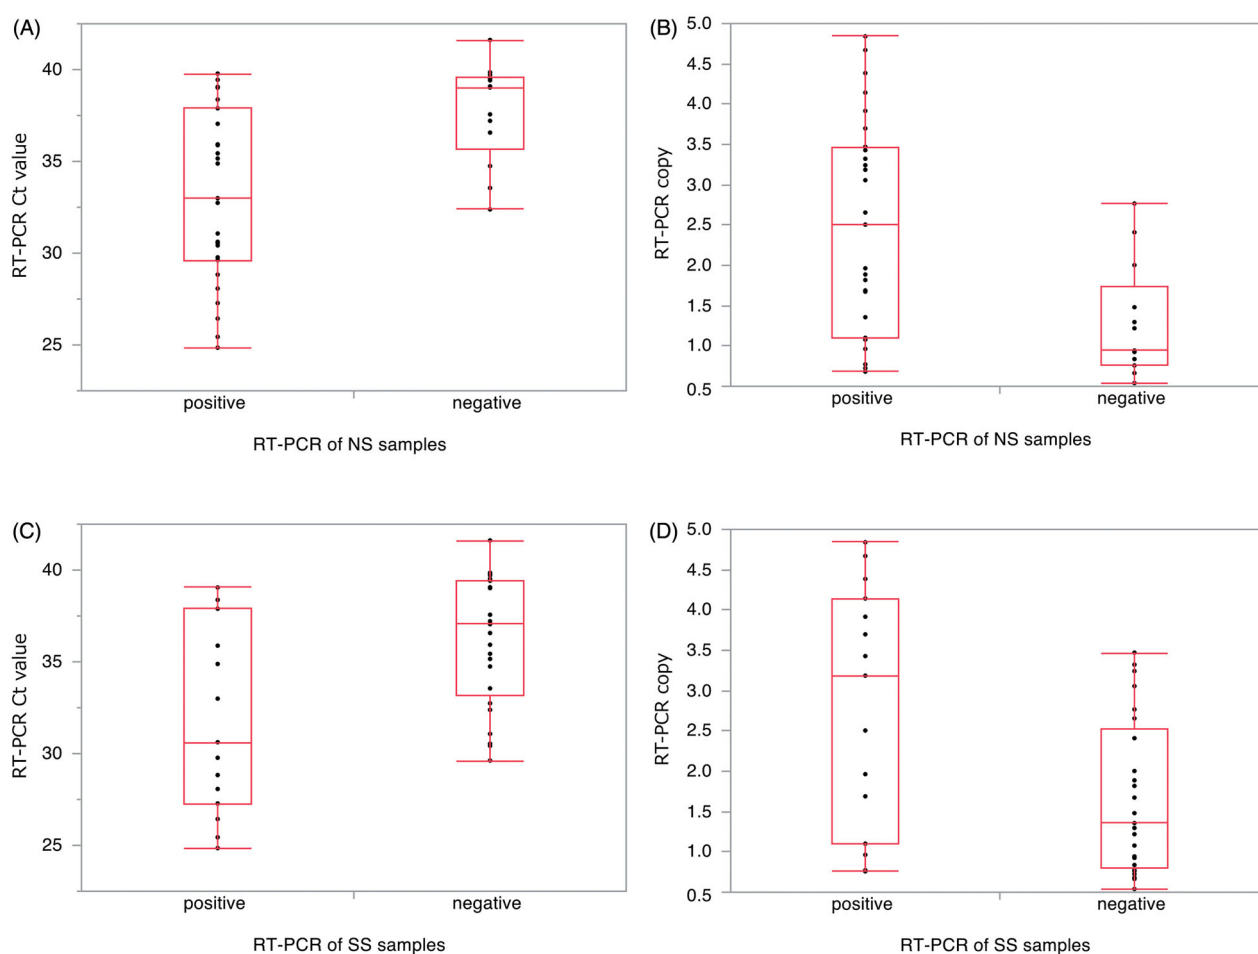 (A)
RT-PCR Ct value
40
35
30
25
positive negative
RT-PCR of NS samples
(B)
RT-PCR copy
5.0
4.5
4.0
3.5
3.0
2.5
2.0
1.5
1.0
0.5
positive negative
RT-PCR of NS samples
(C)
RT-PCR Ct value
40
35
30
25
positive negative
RT-PCR of SS samples
(D)
RT-PCR copy
5.0
4.5
4.0
3.5
3.0
2.5
2.0
1.5
1.0
0.5
positive negative
RT-PCR of SS samples